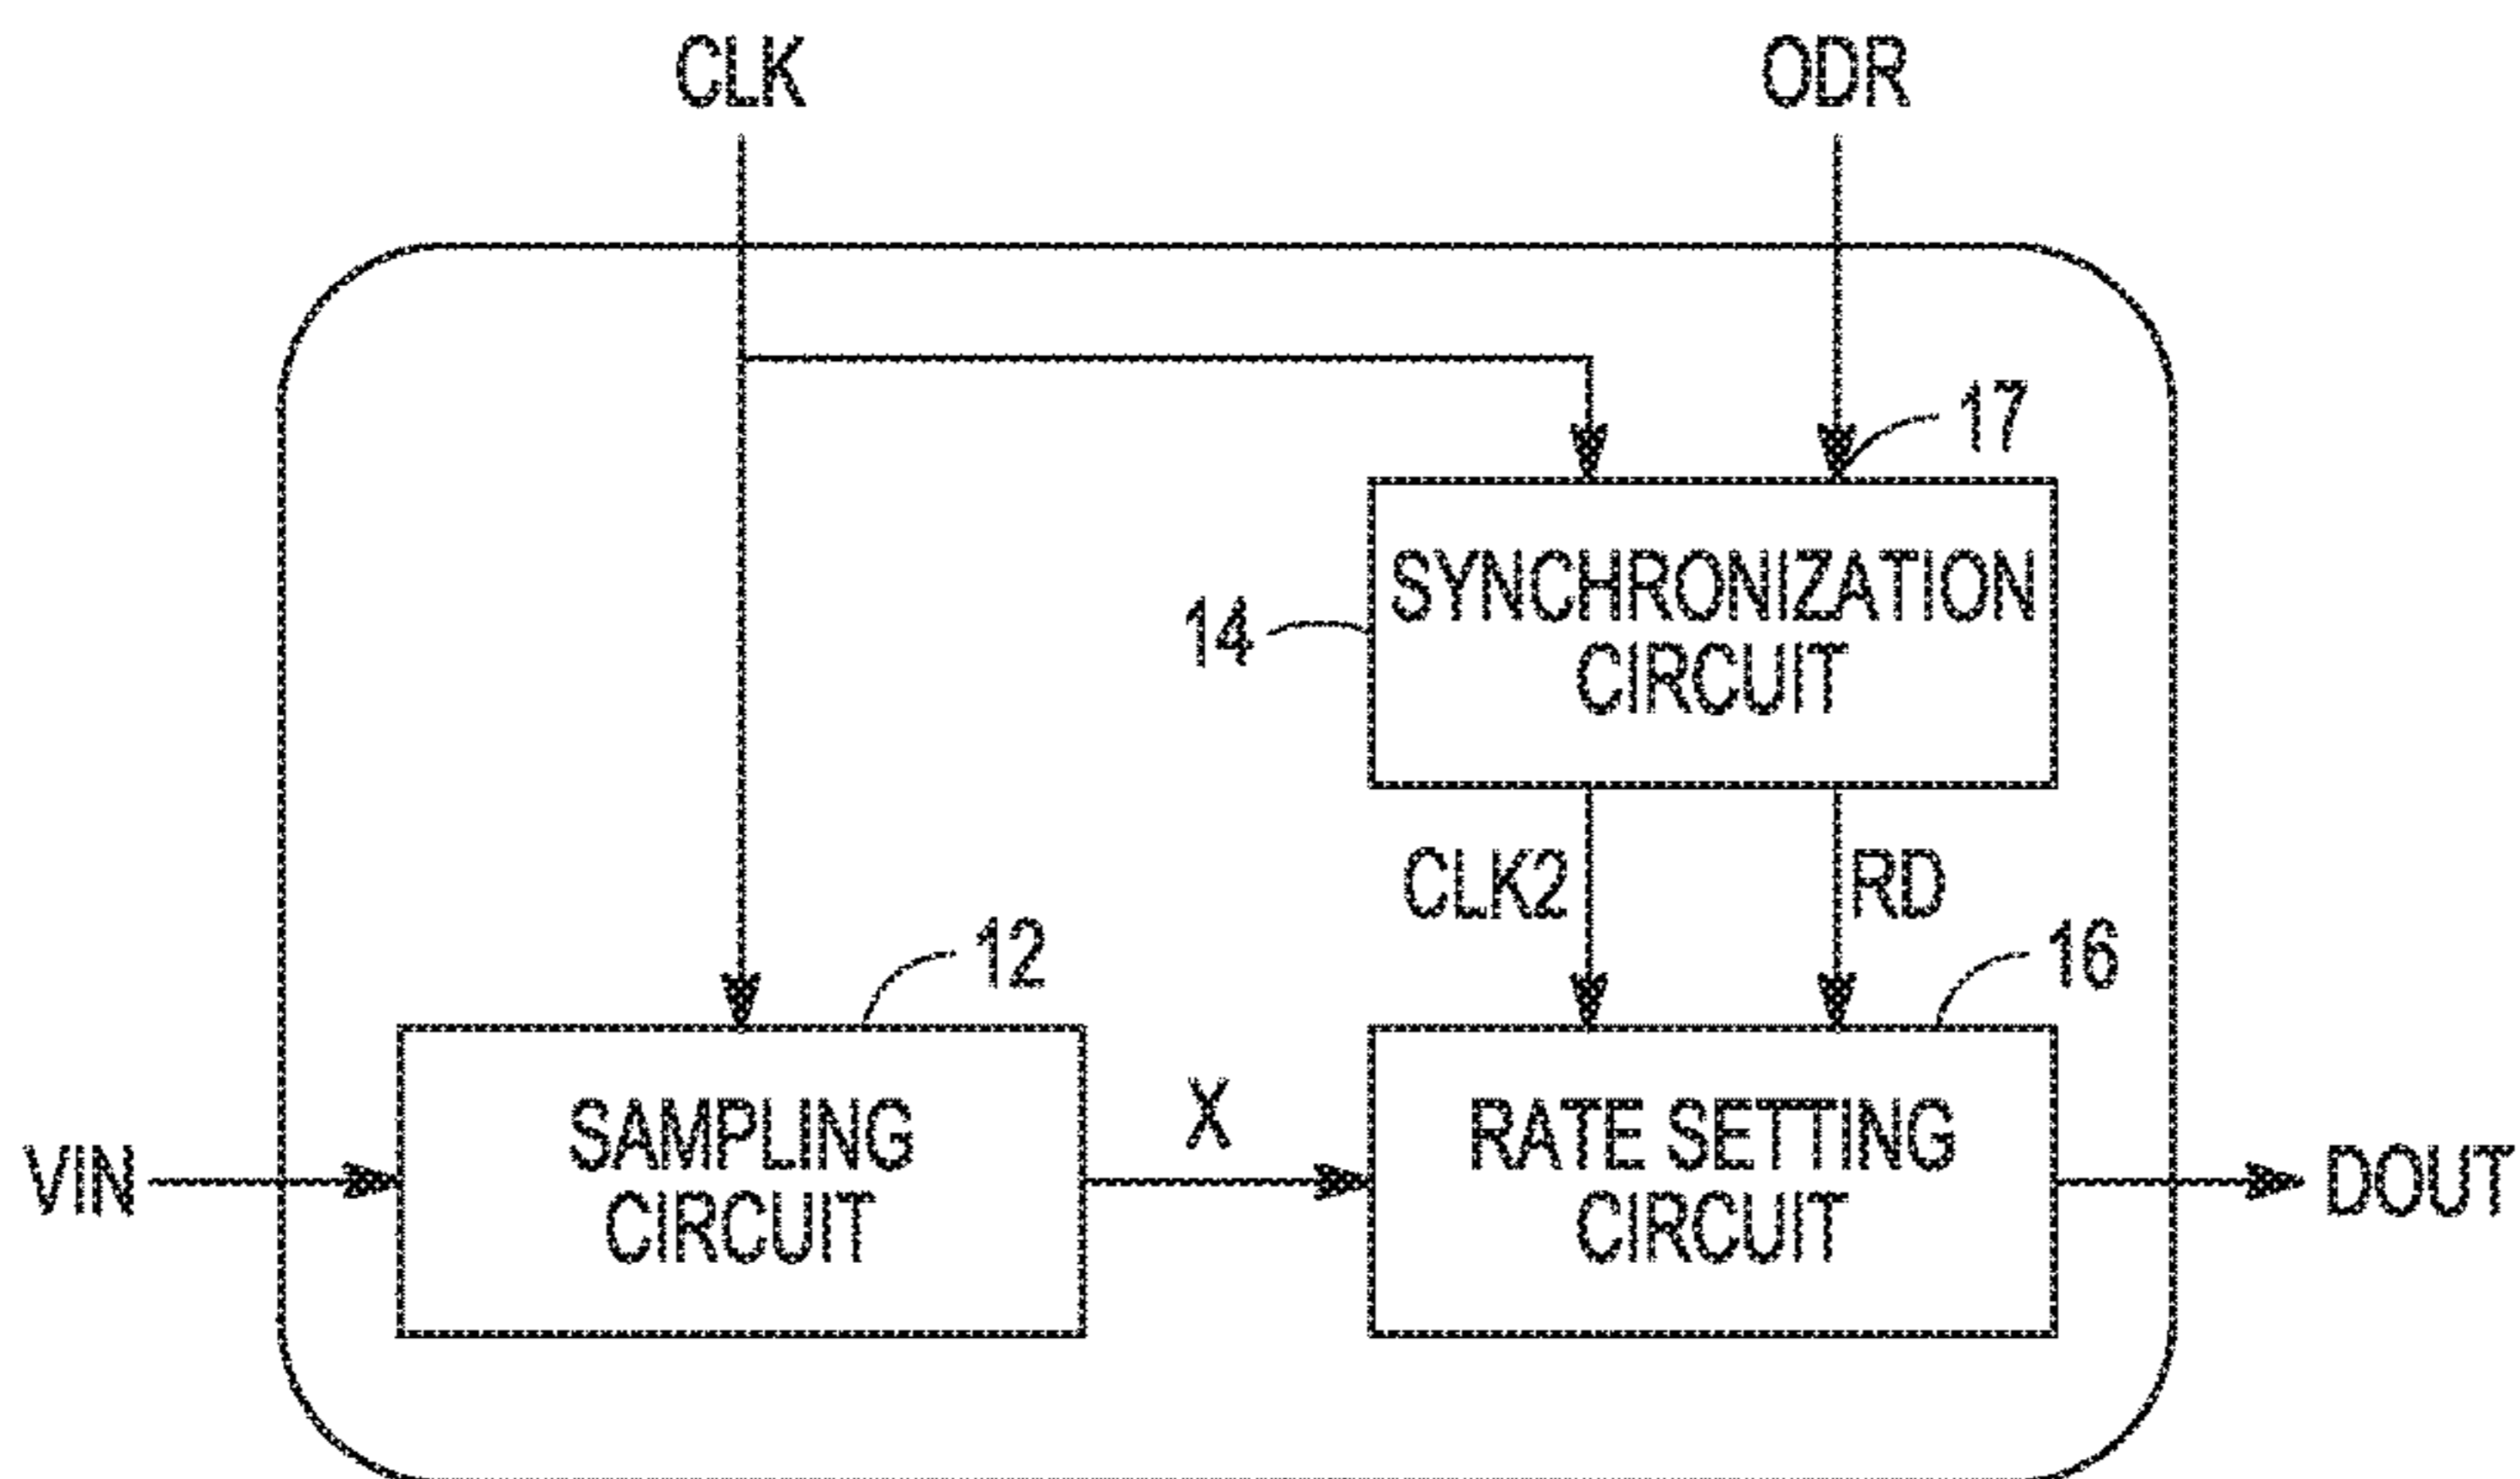 CLK
ODR
17
SYNCHRONIZATION
CIRCUIT
14
CLK2
RD
12
16
SAMPLING
CIRCUIT
X
RATE SETTING
CIRCUIT
VIN
DOUT